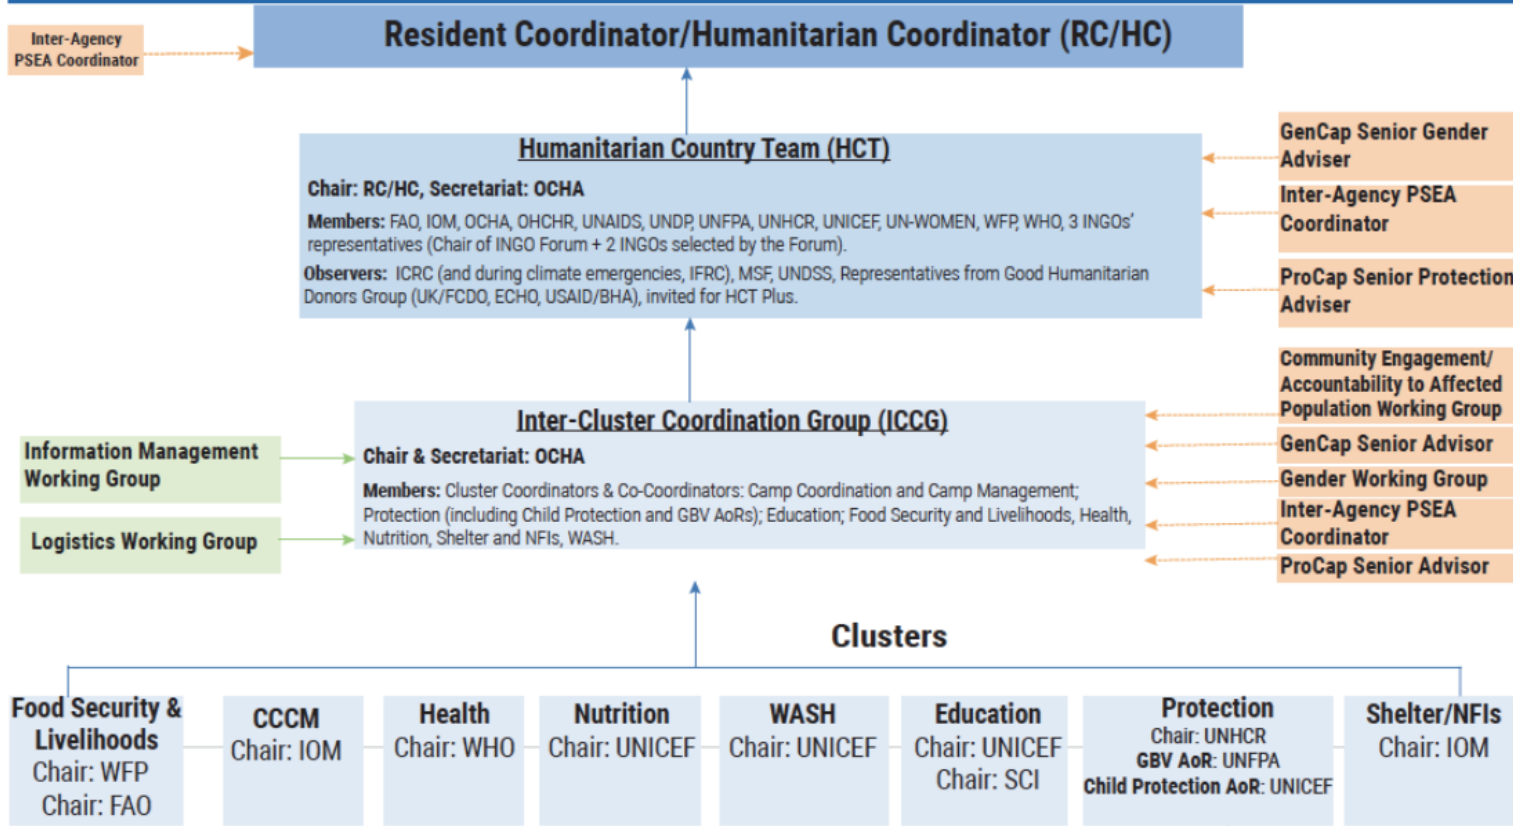 Inter-Agency
PSEA Coordinator
Resident Coordinator/Humanitarian Coordinator (RC/HC)
Humanitarian Country Team (HCT)
Chair: RC/HC, Secretariat: OCHA
Members: FAO, IOM, OCHA, OHCHR, UNAIDS, UNDP, UNFPA, UNHCR, UNICEF, UN-WOMEN, WFP, WHO, 3 INGOs'
representatives (Chair of INGO Forum + 2 INGOs selected by the Forum).
Observers: ICRC (and during climate emergencies, IFRC), MSF, UNDSS, Representatives from Good Humanitarian
Donors Group (UK/FCDO, ECHO, USAID/BHA), invited for HCT Plus.
GenCap Senior Gender
Adviser
Inter-Agency PSEA
Coordinator
ProCap Senior Protection
Adviser
Inter-Cluster Coordination Group (ICCG)
Chair & Secretariat: OCHA
Members: Cluster Coordinators & Co-Coordinators: Camp Coordination and Camp Management;
Protection (including Child Protection and GBV AoRs); Education; Food Security and Livelihoods, Health,
Nutrition, Shelter and NFIs, WASH.
Information Management
Working Group
Logistics Working Group
Community Engagement/
Accountability to Affected
Population Working Group
GenCap Senior Advisor
Gender Working Group
Inter-Agency PSEA
Coordinator
ProCap Senior Advisor
Clusters
Food Security &
Livelihoods
Chair: WFP
Chair: FAO
CCCM
Chair: IOM
Health
Chair: WHO
Nutrition
Chair: UNICEF
WASH
Chair: UNICEF
Education
Chair: UNICEF
Chair: SCI
Protection
Chair: UNHCR
GBV AoR: UNFPA
Child Protection AoR: UNICEF
Shelter/NFIs
Chair: IOM